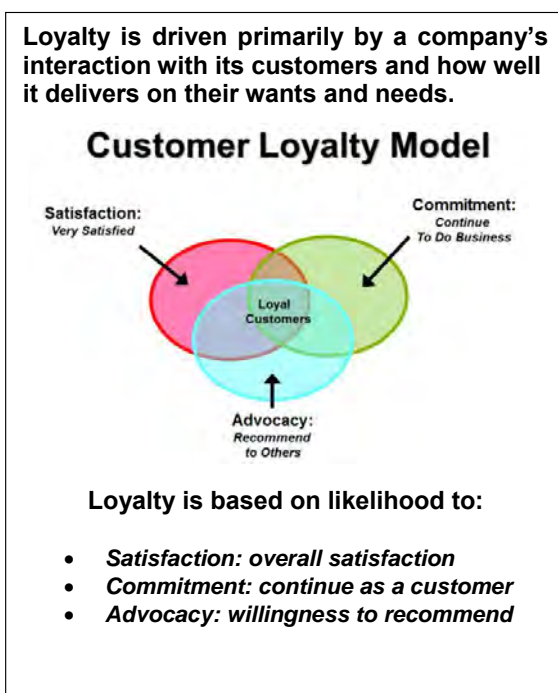 Loyalty is driven primarily by a company’s
interaction with its customers and how well
it delivers on their wants and needs.
Customer Loyalty Model
Satisfaction:
Very Satisfied
Commitment:
Continue
To Do Business
Loyal
Customers
Advocacy:
Recommend
to Others
Loyalty is based on likelihood to:
• Satisfaction: overall satisfaction
• Commitment: continue as a customer
• Advocacy: willingness to recommend